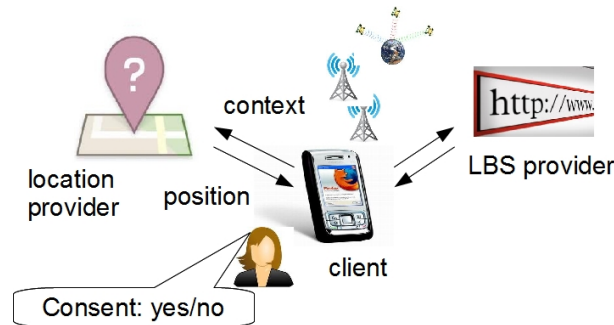 ?
context
http://www.
location
provider
position
LBS provider
client
Consent: yes/no